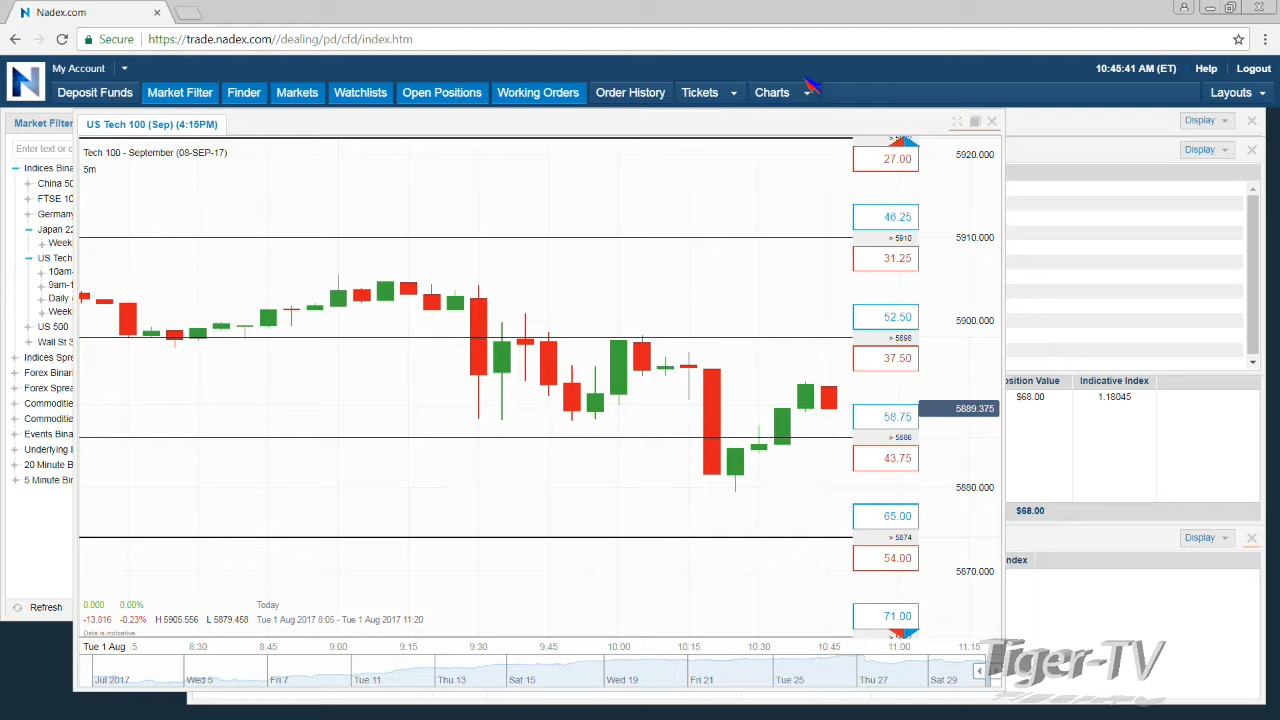 Nadex.com
Secure https://trade.nadex.com//dealing/pd/cfd/index.htm
My Account
10:45:41 AM (ET) Help Logout
Deposit Funds Market Filter Finder Markets Watchlists Open Positions Working Orders Order History Tickets Charts Layouts
Market Filter
US Tech 100 (Sep) (4:15PM)
Display
Enter text or c
Display
Tech 100 - September (08-SEP-17)
5m
Indices Bina
China 50
FTSE 10
Germany
Japan 22
Week
US Tech
10am-
9am-1
Daily
Week
US 500
Wall St 3
Indices Spre
Forex Binari
Forex Sprea
Commoditie
Commoditie
Events Bina
Underlying I
20 Minute B
5 Minute Bi
Refresh
27.00
46.25
> 5910
31.25
52.50
> 5898
37.50
58.75
> 5886
43.75
65.00
> 5874
54.00
71.00
5920.000
5910.000
5900.000
5889.375
5880.000
5870.000
osition Value Indicative Index
$68.00 1.18045
$68.00
Display
ndex
0.000 0.00% Today
-13.816 -0.23% H 5905.556 L 5879.458 Tue 1 Aug 2017 8:05 - Tue 1 Aug 2017 11:20
Data is indicative
Tue 1 Aug 5 8:30 8:45 9:00 9:15 9:30 9:45 10:00 10:15 10:30 10:45 11:00 11:15
Jul 2017 Wed 5 Fri 7 Tue 11 Thu 13 Sat 15 Wed 19 Fri 21 Tue 25 Thu 27 Sat 29
Tiger-TV